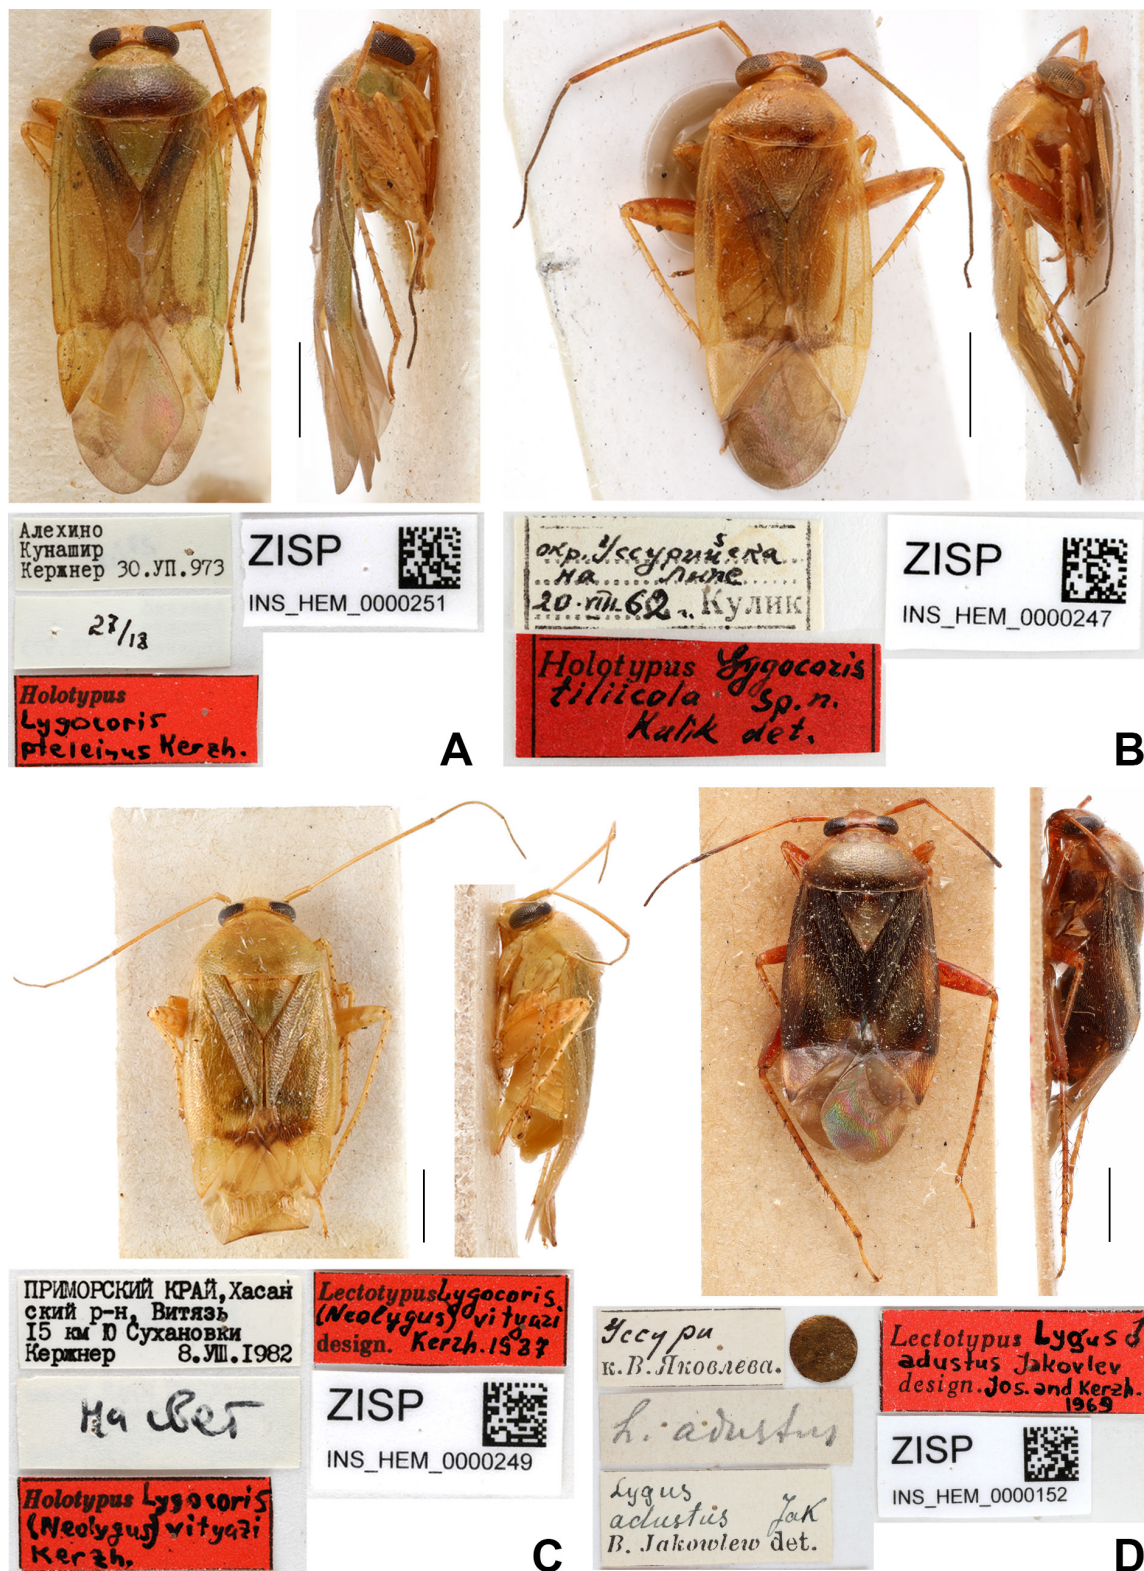 Алехино
Кунашир
Кержнер 30.УП.973
27/18
Holotypus
Lygocoris
pteleinus Kerzh.
ZISP
INS_HEM_0000251
A
окр. Уссурийска
на липе
20.VIII.62г. Кулик
Holotypus Lygocoris
tiliicola sp.n.
Kulik det.
ZISP
INS_HEM_0000247
B
ПРИМОРСКИЙ КРАЙ, Хасан
ский р-н, Витязь
15 км Ю Сухановки
Кержнер 8.УШ.1982
на свет
Holotypus Lygocoris
(Neolygus) vityazi
Kerzh.
Lectotypus Lygocoris
(Neolygus) vityazi
design. Kerzh. 1987
ZISP
INS_HEM_0000249
C
Уссури
к. В. Яковлева.
L. adustus
Lygus
adustus Jak
B. Jakowlew det.
Lectotypus Lygus ♂
adustus Jakovlev
design. Jos. and Kerzh.
1969
ZISP
INS_HEM_0000152
D